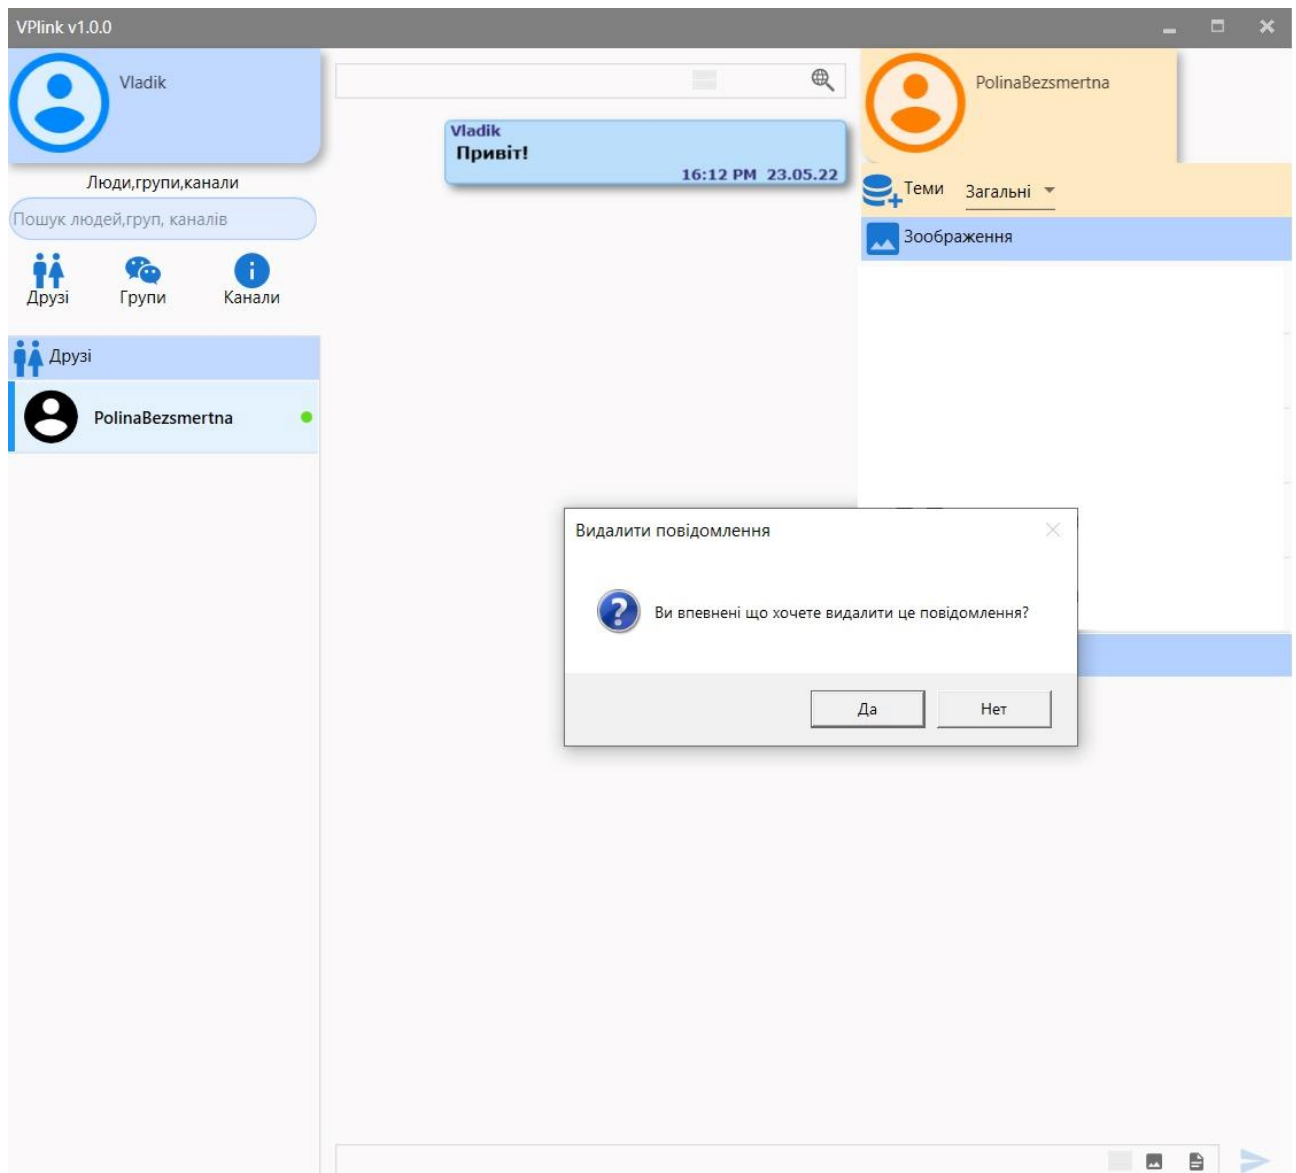 VPlink v1.0.0
Vladik
Люди,групи,канали
Пошук людей,груп, каналів
Друзі Групи Канали
Друзі
PolinaBezsmertna
Vladik
Привіт!
16:12 PM 23.05.22
PolinaBezsmertna
Теми Загальні
Зоображення
Видалити повідомлення
Ви впевнені що хочете видалити це повідомлення?
Да Нет